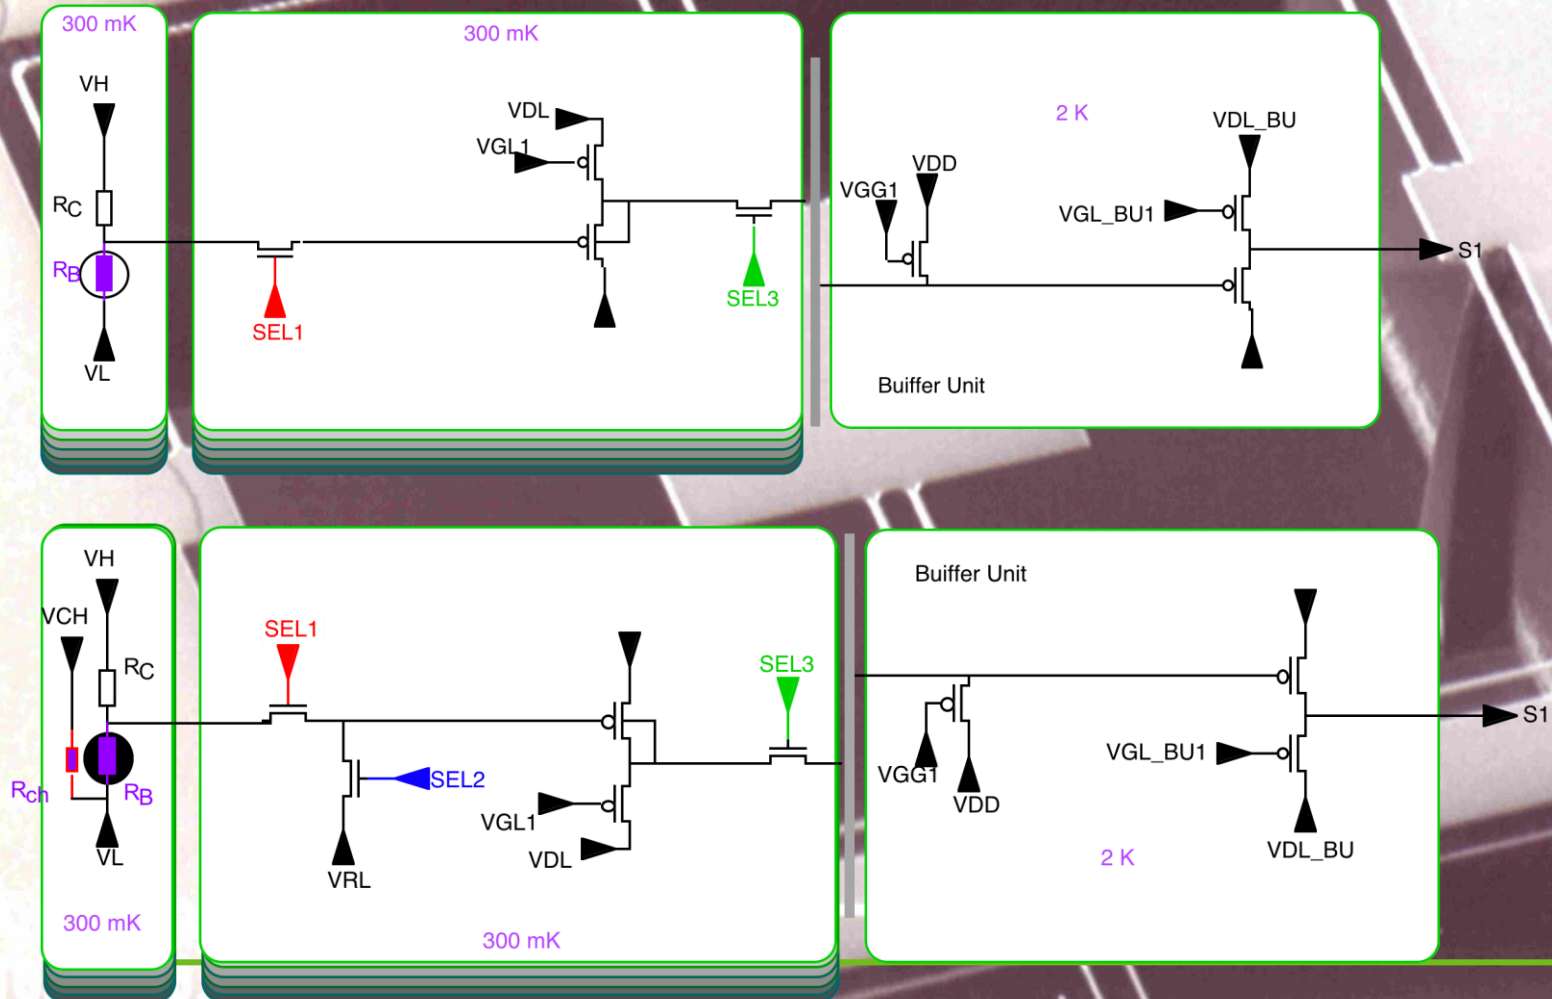 300 mK
VH
RC
RB
VL
300 mK
VDL
VGL1
SEL1
SEL3
2 K
VDL_BU
VDD
VGG1
VGL_BU1
S1
Buiffer Unit
VH
VCH
RC
Rch
RB
VL
300 mK
SEL1
SEL3
SEL2
VGL1
VDL
VRL
300 mK
Buiffer Unit
S1
VGL_BU1
VGG1
VDD
VDL_BU
2 K